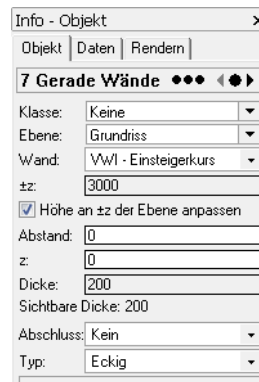 Info - Objekt x
Objekt Daten Rendern
7 Gerade Wände
Klasse: Keine
Ebene: Grundriss
Wand: VWI - Einsteigerkurs
±z: 3000
Höhe an ±z der Ebene anpassen
Abstand: 0
z: 0
Dicke: 200
Sichtbare Dicke: 200
Abschluss: Kein
Typ: Eckig